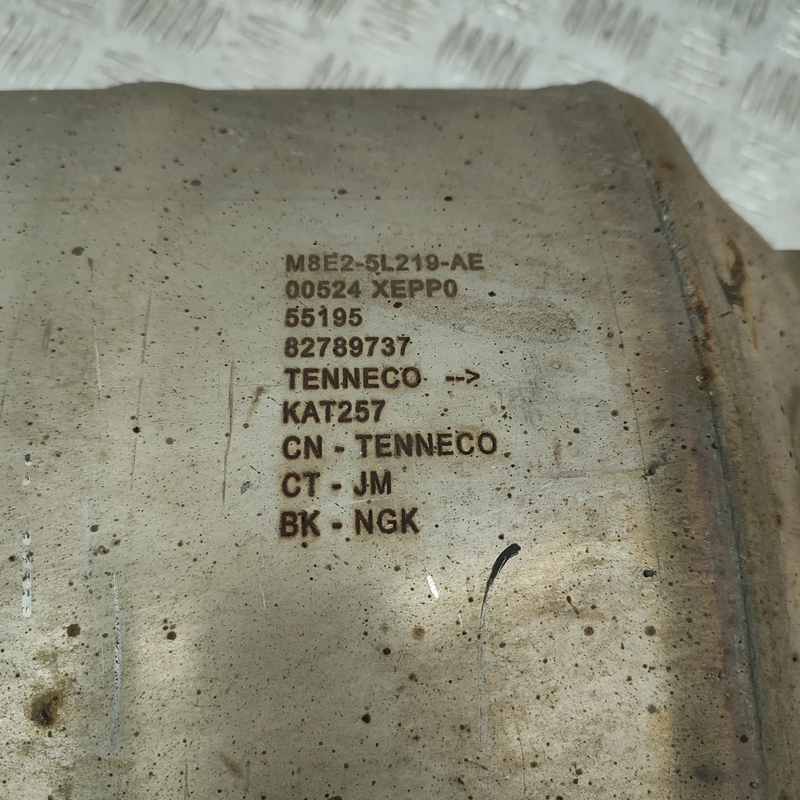 M8E2-5L219-AE
00524 XEPP0
55195
82789737
TENNECO -->
KAT257
CN - TENNECO
CT - JM
BK - NGK